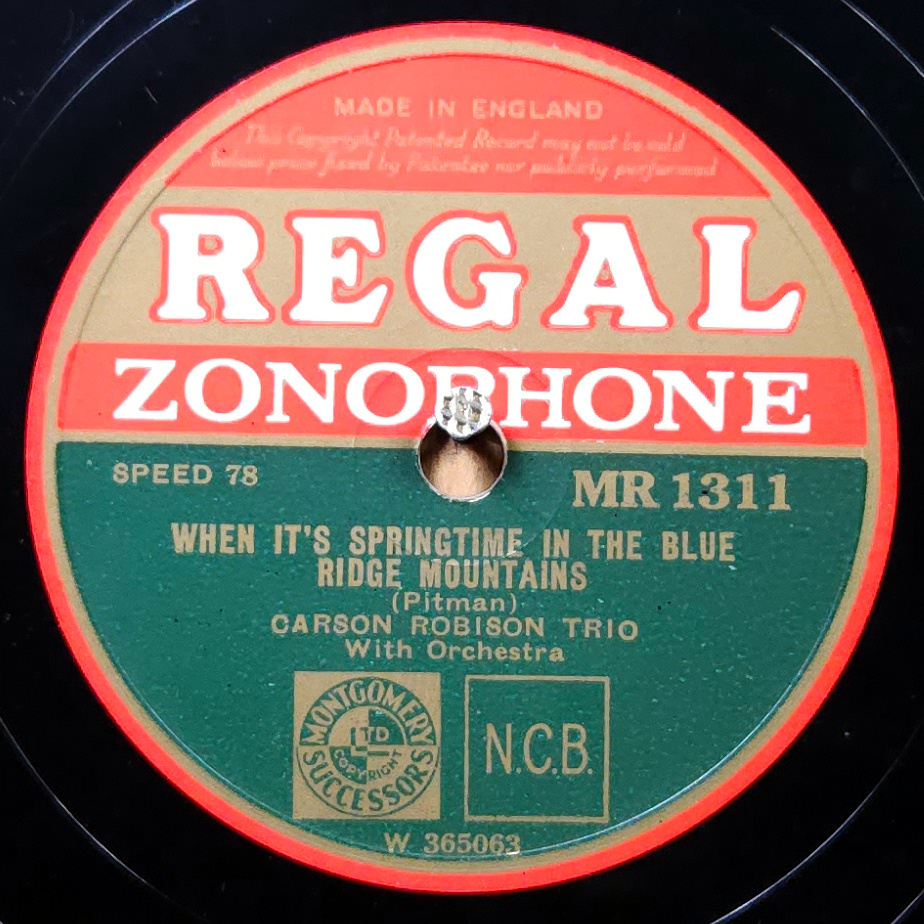 MADE IN ENGLAND
This Copyright Patented Record may not be sold
below price fixed by Patentee nor publicly performed
REGAL
ZONOPHONE
SPEED 78
MR 1311
WHEN IT'S SPRINGTIME IN THE BLUE
RIDGE MOUNTAINS
(Pitman)
CARSON ROBISON TRIO
With Orchestra
MONTGOMERY
LTD
COPYRIGHT
SUCCESSORS
N.C.B.
W 365063